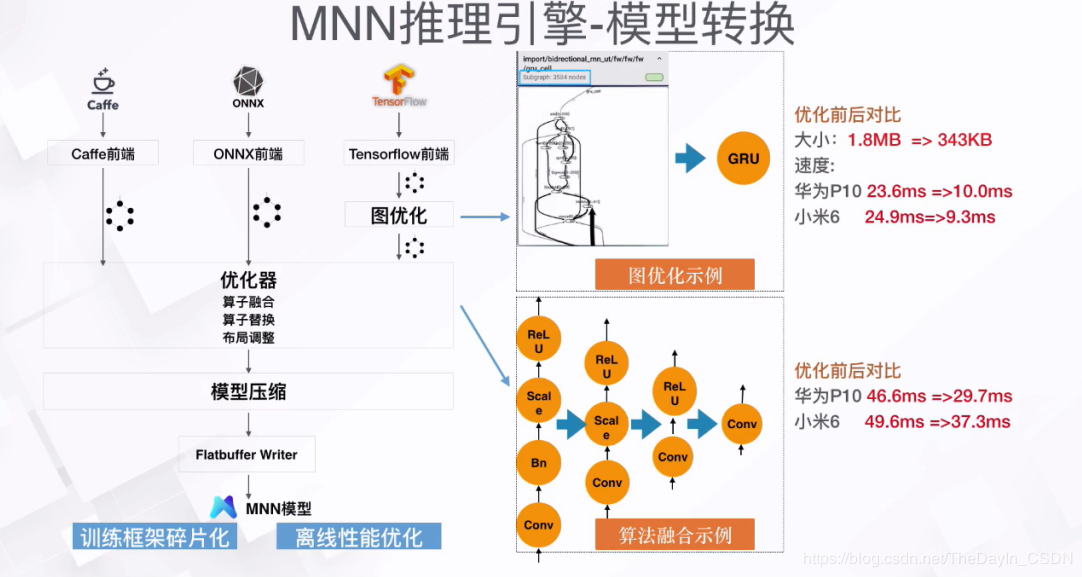 MNN推理引擎-模型转换
Caffe
ONNX
TensorFlow
Caffe前端
ONNX前端
Tensorflow前端
图优化
优化器
算子融合
算子替换
布局调整
模型压缩
Flatbuffer Writer
MNN模型
训练框架碎片化
离线性能优化
import/bidrectional_rnn_ut/fw/fw/fw
/gru_cell
Subgraph: 3534 nodes
GRU
图优化示例
优化前后对比
大小: 1.8MB => 343KB
速度:
华为P10 23.6ms =>10.0ms
小米6 24.9ms=>9.3ms
ReL
U
Scal
e
Bn
Conv
ReL
U
Scal
e
Conv
ReL
U
Conv
Conv
算法融合示例
优化前后对比
华为P10 46.6ms =>29.7ms
小米6 49.6ms =>37.3ms
https://blog.csdn.net/TheDayIn_CSDN